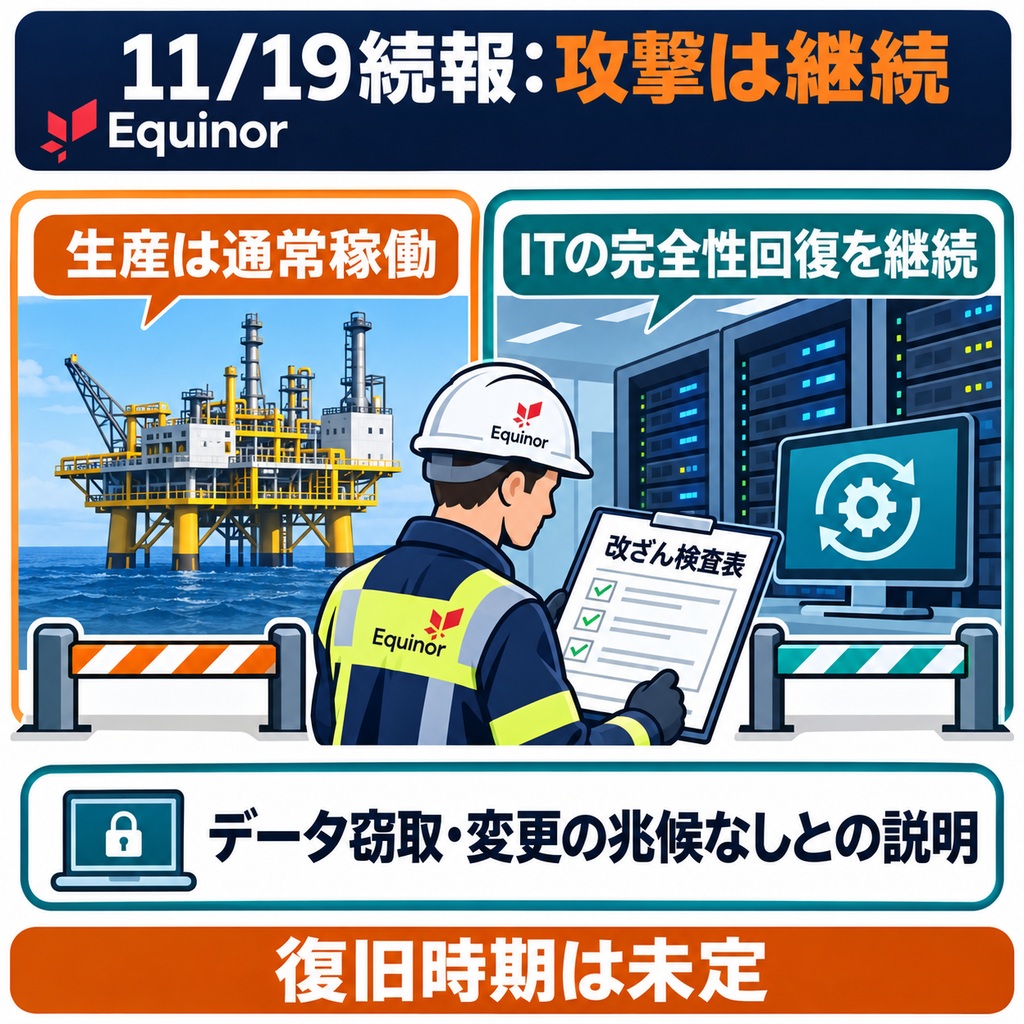 11/19続報：攻撃は継続
Equinor
生産は通常稼働
ITの完全性回復を継続
Equinor
改ざん検査表
Equinor
データ窃取・変更の兆候なしとの説明
復旧時期は未定